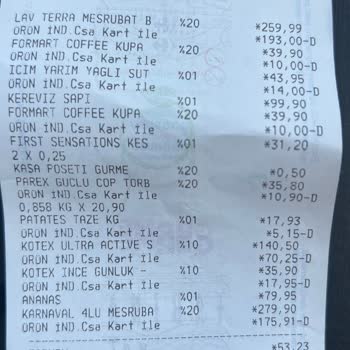 LAV TERRA MESRUBAT B %20 *259,99
ÜRÜN İND.Csa Kart ile *193,00-D
FORMART COFFEE KUPA %20 *39,90
ÜRÜN İND.Csa Kart ile *10,00-D
ICIM YARIM YAGLI SUT %01 *43,95
ÜRÜN İND.Csa Kart ile *14,00-D
KEREVIZ SAPI %01 *99,90
FORMART COFFEE KUPA %20 *39,90
ÜRÜN İND.Csa Kart ile *10,00-D
FIRST SENSATIONS KES %01 *31,20
2 X 0,25
KASA POSETI GURME %20 *0,50
PAREX GUCLU COP TORB %20 *35,80
ÜRÜN İND.Csa Kart ile *10,90-D
0,858 KG X 20,90
PATATES TAZE KG %01 *17,93
ÜRÜN İND.Csa Kart ile *5,15-D
KOTEX ULTRA ACTIVE S %10 *140,50
ÜRÜN İND.Csa Kart ile *70,25-D
KOTEX INCE GUNLUK - %10 *35,90
ÜRÜN İND.Csa Kart ile *17,95-D
ANANAS %01 *79,95
KARNAVAL 4LU MESRUBA %20 *279,90
ÜRÜN İND.Csa Kart ile *175,91-D
*53,23